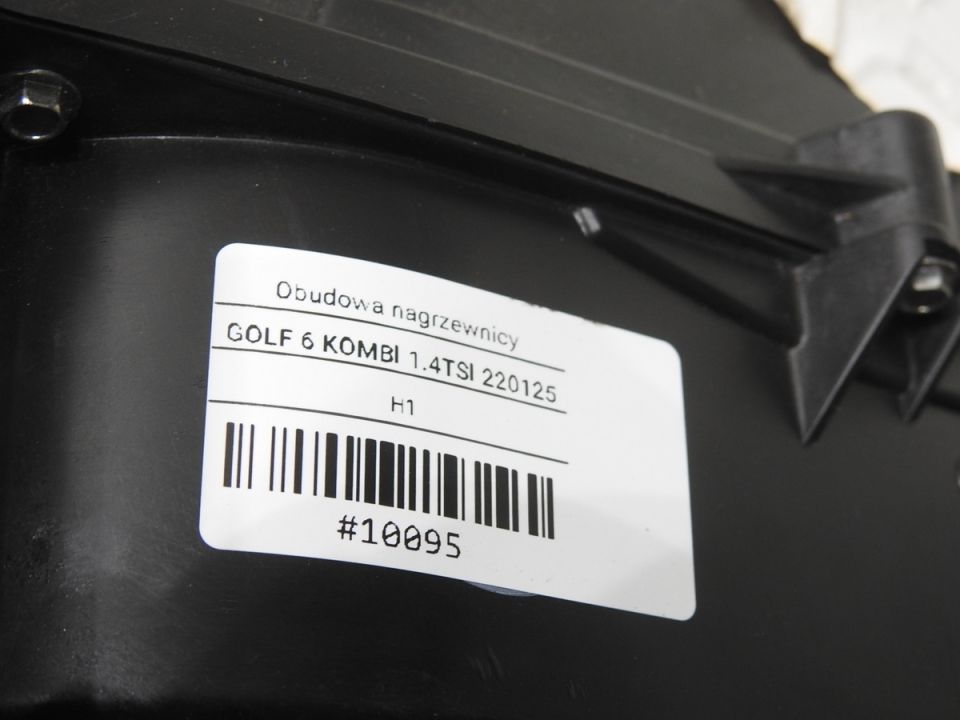 Obudowa nagrzewnicy
GOLF 6 KOMBI 1.4TSI 220125
H1
#10095